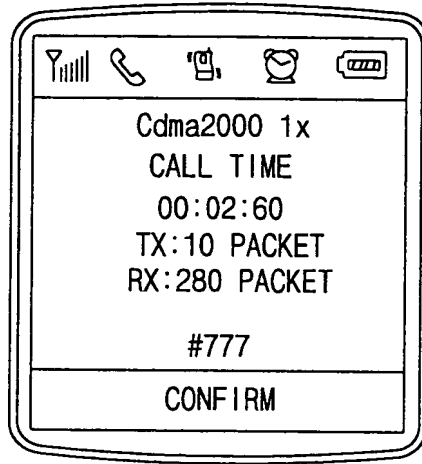 Cdma2000 1x
CALL TIME
00:02:60
TX:10 PACKET
RX:280 PACKET
#777
CONFIRM